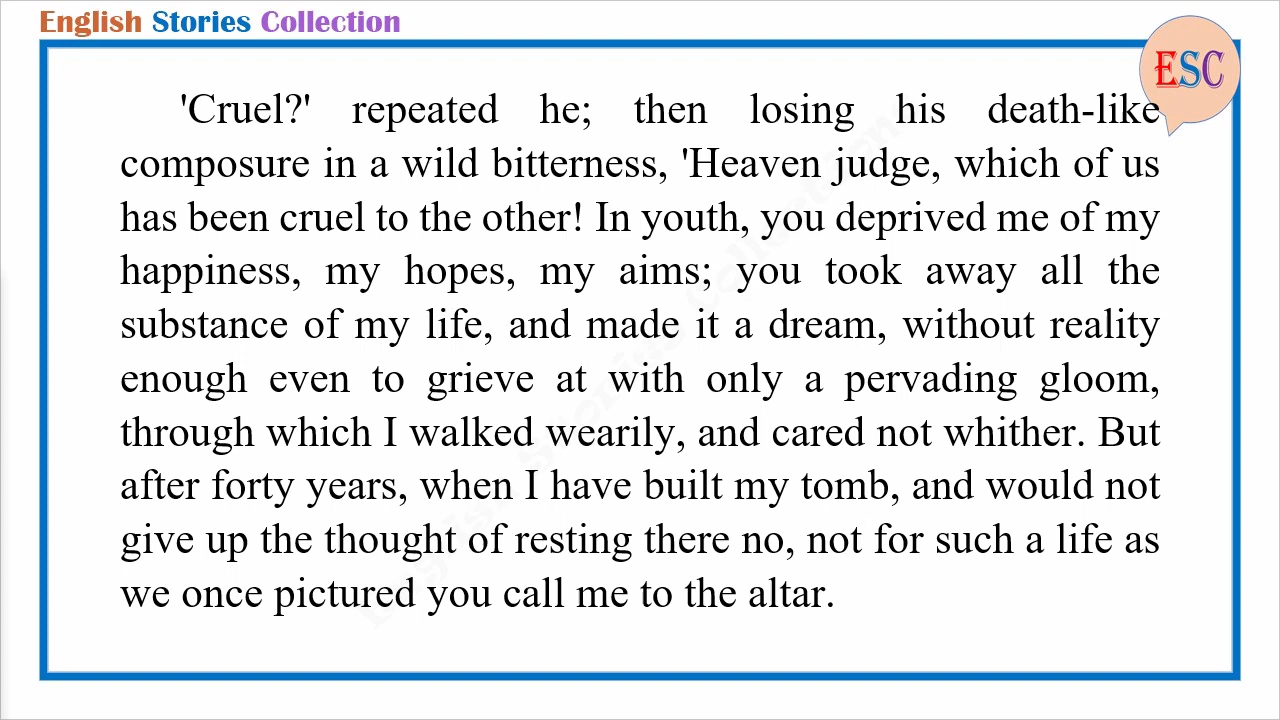 English Stories Collection
ESC
'Cruel?' repeated he; then losing his death-like
composure in a wild bitterness, 'Heaven judge, which of us
has been cruel to the other! In youth, you deprived me of my
happiness, my hopes, my aims; you took away all the
substance of my life, and made it a dream, without reality
enough even to grieve at with only a pervading gloom,
through which I walked wearily, and cared not whither. But
after forty years, when I have built my tomb, and would not
give up the thought of resting there no, not for such a life as
we once pictured you call me to the altar.
English Stories Collections